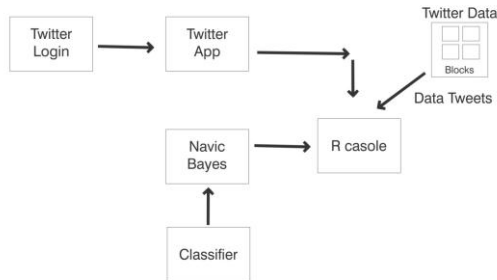 Twitter
Login
Twitter
App
Twitter Data
Blocks
Data Tweets
Navic
Bayes
R casole
Classifier